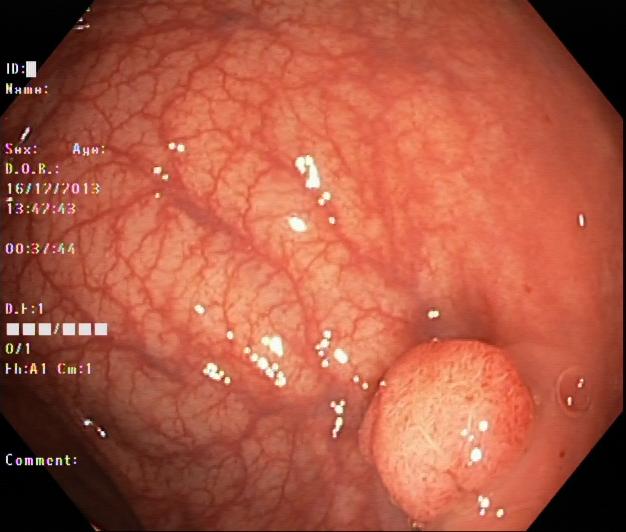 ID:
Name:
Sex: Age:
D.O.B.:
16/12/2013
13:42:43
00:37:44
D.F:1
■■■/■■■
0/1
Eh:A1 Cm:1
Comment: